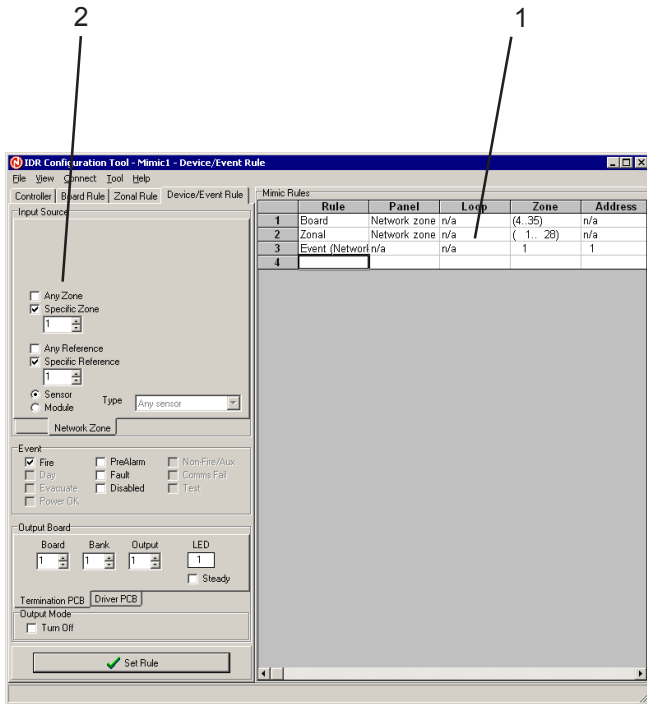 2 1
IDR Configuration Tool - Mimic1 - Device/Event Rule
File View Connect Tool Help
Controller Board Rule Zonal Rule Device/Event Rule
Input Source
Any Zone
Specific Zone
1
Any Reference
Specific Reference
1
Sensor
Module
Type Any sensor
Network Zone
Event
Fire PreAlarm Non-Fire/Aux
Day Fault Comms Fail
Evacuate Disabled Test
Power OK
Output Board
Board Bank Output LED
1 1 1 1
Steady
Termination PCB Driver PCB
Output Mode
Turn Off
Set Rule
Mimic Rules
Rule Panel Loop Zone Address
1 Board Network zone n/a (4..35) n/a
2 Zonal Network zone n/a ( 1.. 28) n/a
3 Event (Network n/a n/a 1 1
4